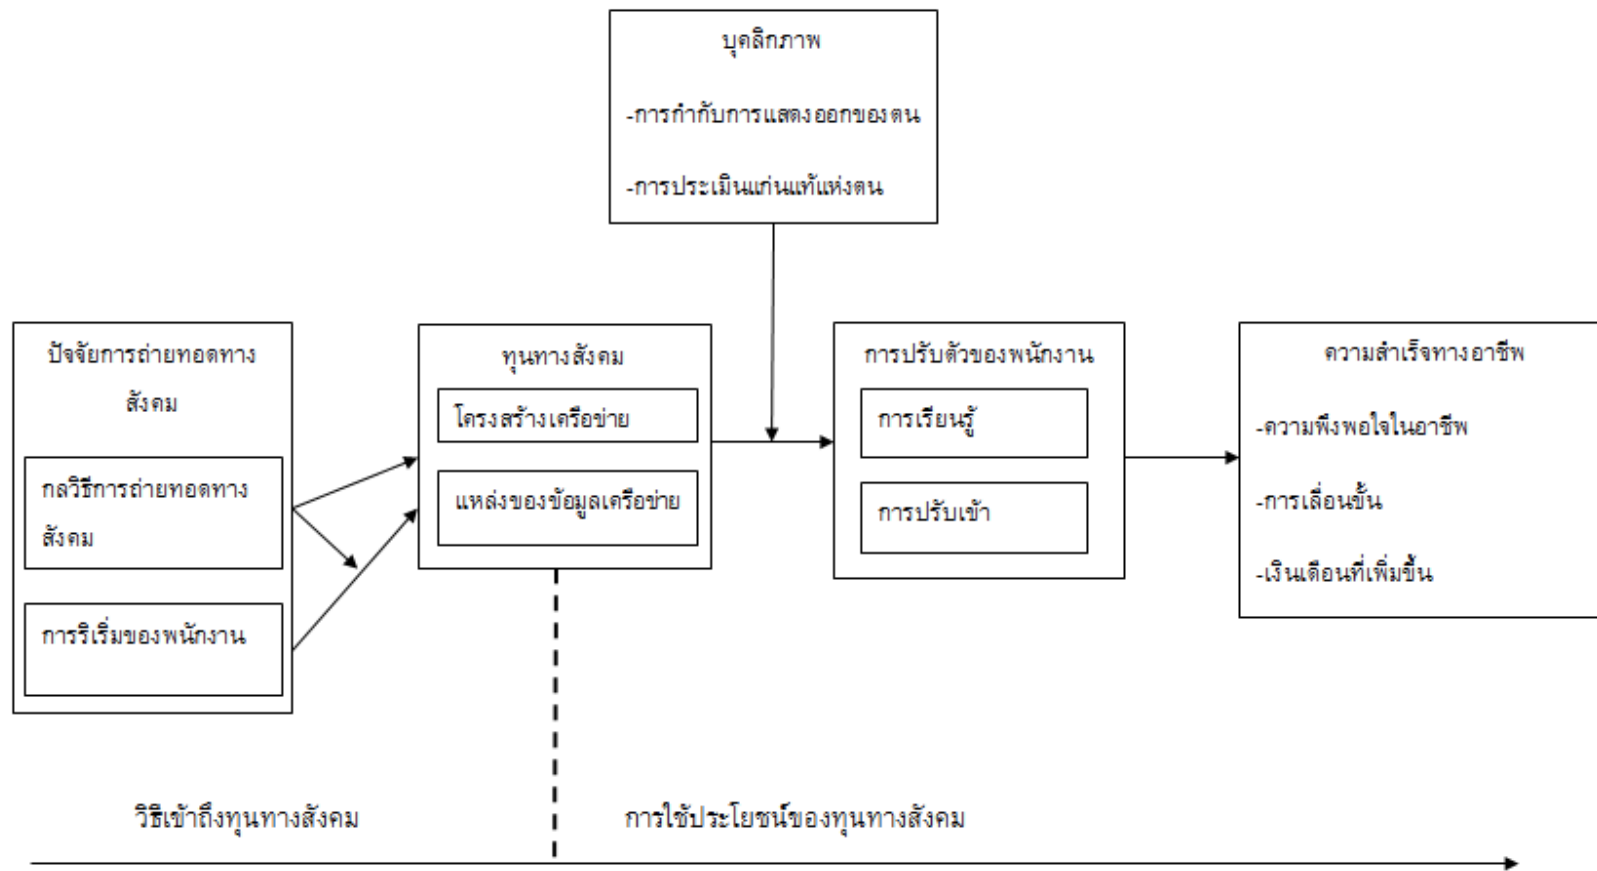 บุคลิกภาพ
-การกำกับการแสดงออกของตน
-การประเมินแก่นแท้แห่งตน
ปัจจัยการถ่ายทอดทาง
สังคม
กลวิธีการถ่ายทอดทาง
สังคม
การริเริ่มของพนักงาน
ทุนทางสังคม
โครงสร้างเครือข่าย
แหล่งของข้อมูลเครือข่าย
การปรับตัวของพนักงาน
การเรียนรู้
การปรับเข้า
ความสำเร็จทางอาชีพ
-ความพึงพอใจในอาชีพ
-การเลื่อนขั้น
-เงินเดือนที่เพิ่มขึ้น
วิธีเข้าถึงทุนทางสังคม
การใช้ประโยชน์ของทุนทางสังคม